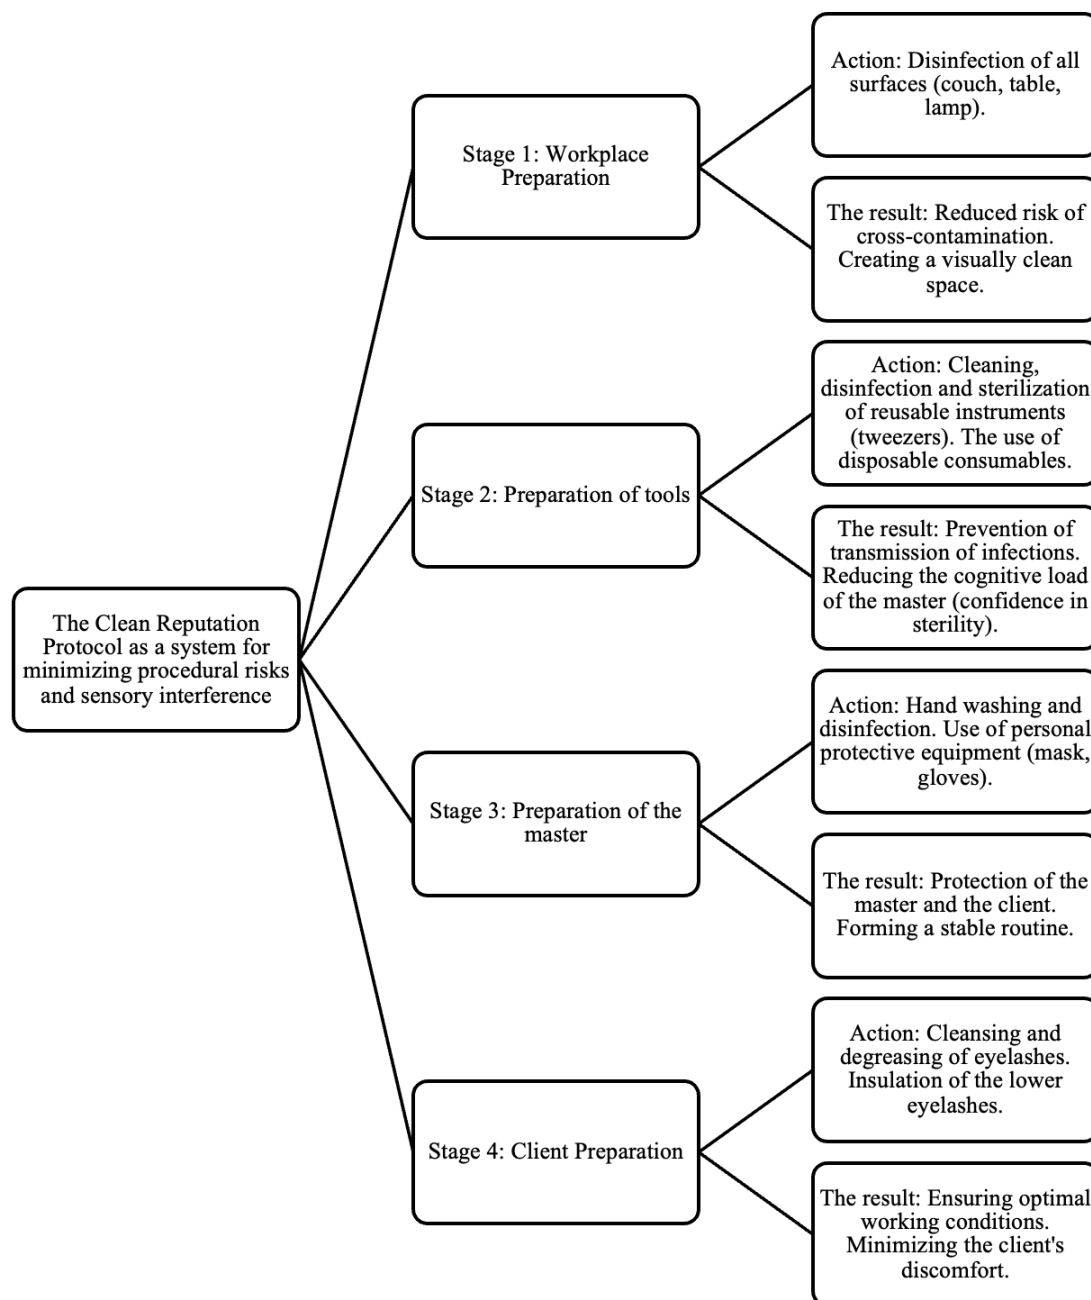 The Clean Reputation
Protocol as a system for
minimizing procedural risks
and sensory interference
Stage 1: Workplace
Preparation
Action: Disinfection of all
surfaces (couch, table,
lamp).
The result: Reduced risk of
cross-contamination.
Creating a visually clean
space.
Stage 2: Preparation of tools
Action: Cleaning,
disinfection and sterilization
of reusable instruments
(tweezers). The use of
disposable consumables.
The result: Prevention of
transmission of infections.
Reducing the cognitive load
of the master (confidence in
sterility).
Stage 3: Preparation of the
master
Action: Hand washing and
disinfection. Use of personal
protective equipment (mask,
gloves).
The result: Protection of the
master and the client.
Forming a stable routine.
Stage 4: Client Preparation
Action: Cleansing and
degreasing of eyelashes.
Insulation of the lower
eyelashes.
The result: Ensuring optimal
working conditions.
Minimizing the client's
discomfort.